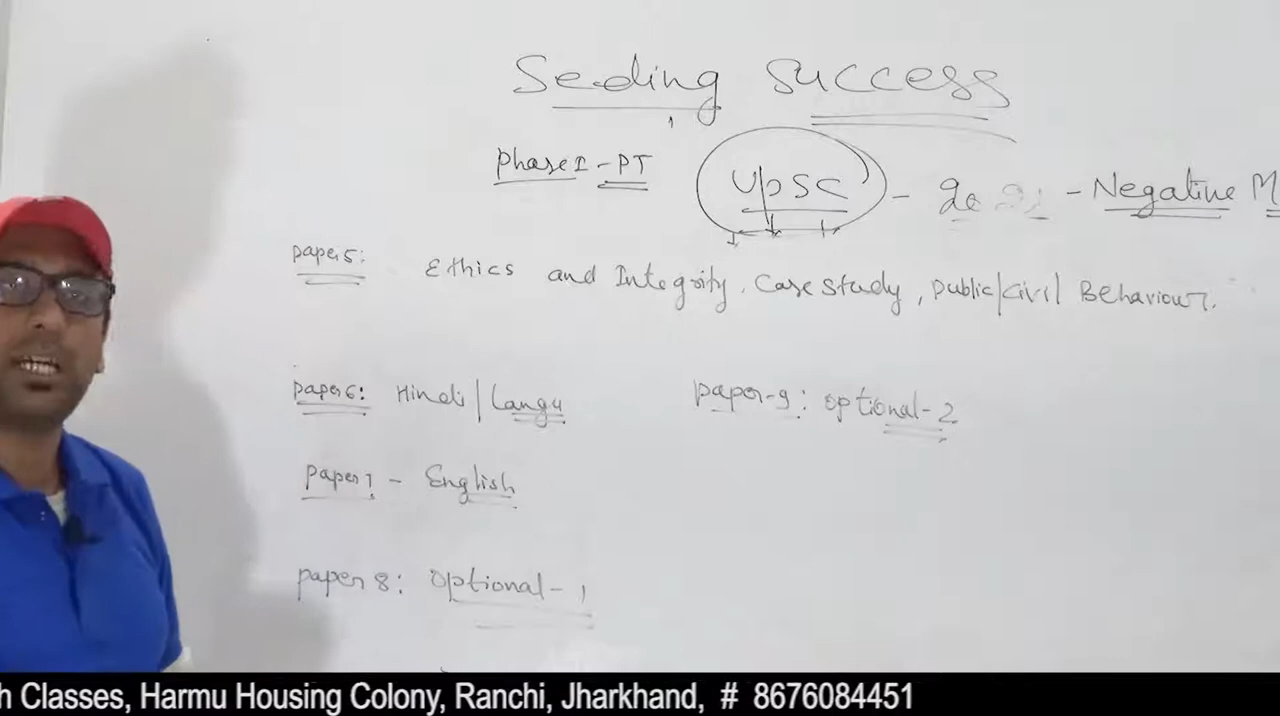 Seeding Success
Phase I - PT UPSC - - Negative M
paper 5: Ethics and Integrity, Case study, public/civil Behaviour.
paper 6: Hindi/Langu paper-9: optional-2
paper 7 - English
paper 8: optional-1
h Classes, Harmu Housing Colony, Ranchi, Jharkhand, # 8676084451